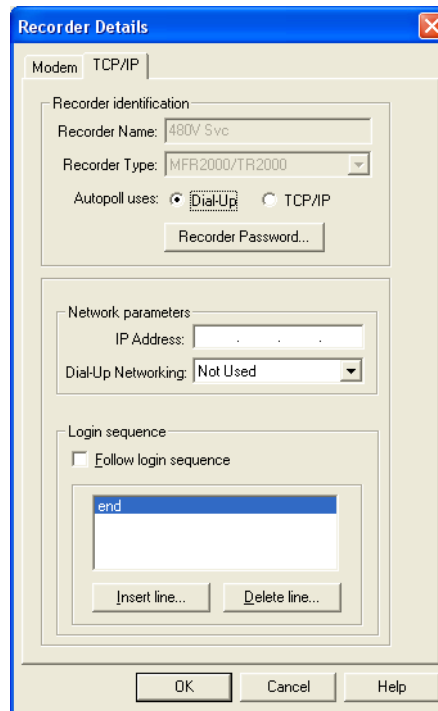 Recorder Details
Modem TCP/IP
Recorder identification
Recorder Name: 480V Svc
Recorder Type: MFR2000/TR2000
Autopoll uses: Dial-Up TCP/IP
Recorder Password...
Network parameters
IP Address: . . .
Dial-Up Networking: Not Used
Login sequence
Follow login sequence
end
Insert line... Delete line...
OK Cancel Help